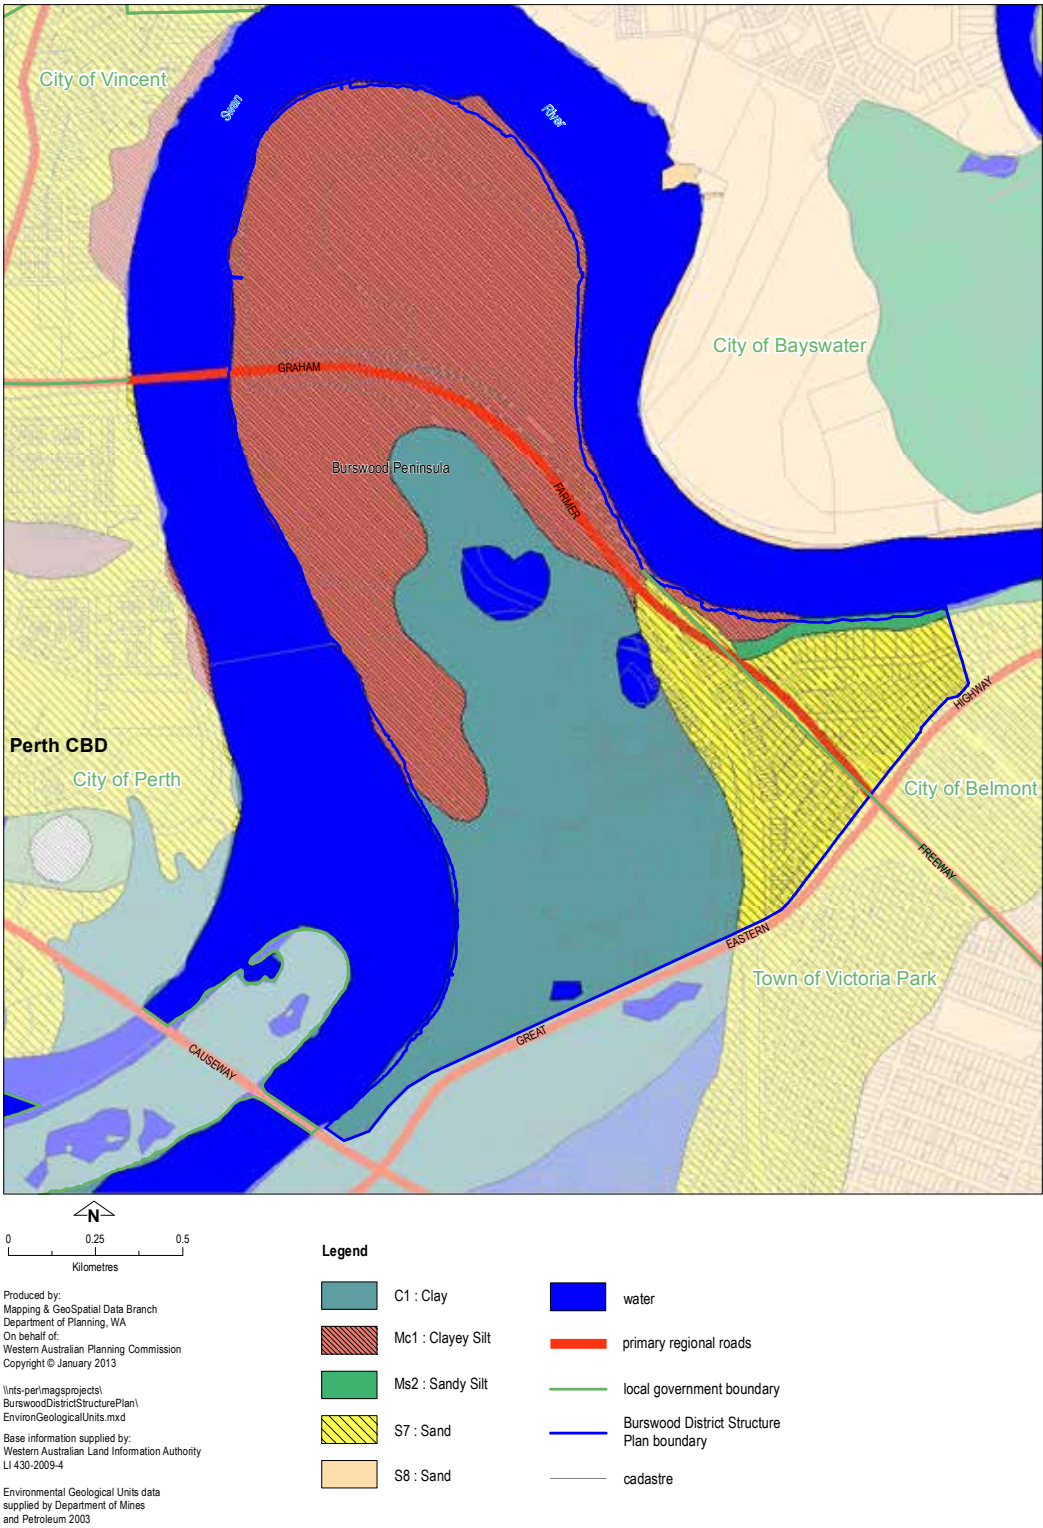 City of Vincent
Swan
River
City of Bayswater
GRAHAM
Burswood Peninsula
FARMER
HIGHWAY
Perth CBD
City of Perth
City of Belmont
FREEWAY
EASTERN
Town of Victoria Park
GREAT
CAUSEWAY
N
0 0.25 0.5
Kilometres
Produced by:
Mapping & GeoSpatial Data Branch
Department of Planning, WA
On behalf of:
Western Australian Planning Commission
Copyright © January 2013
\\nts-per\magsprojects\
BurswoodDistrictStructurePlan\
EnvironGeologicalUnits.mxd
Base information supplied by:
Western Australian Land Information Authority
LI 430-2009-4
Environmental Geological Units data
supplied by Department of Mines
and Petroleum 2003
Legend
C1 : Clay
Mc1 : Clayey Silt
Ms2 : Sandy Silt
S7 : Sand
S8 : Sand
water
primary regional roads
local government boundary
Burswood District Structure
Plan boundary
cadastre